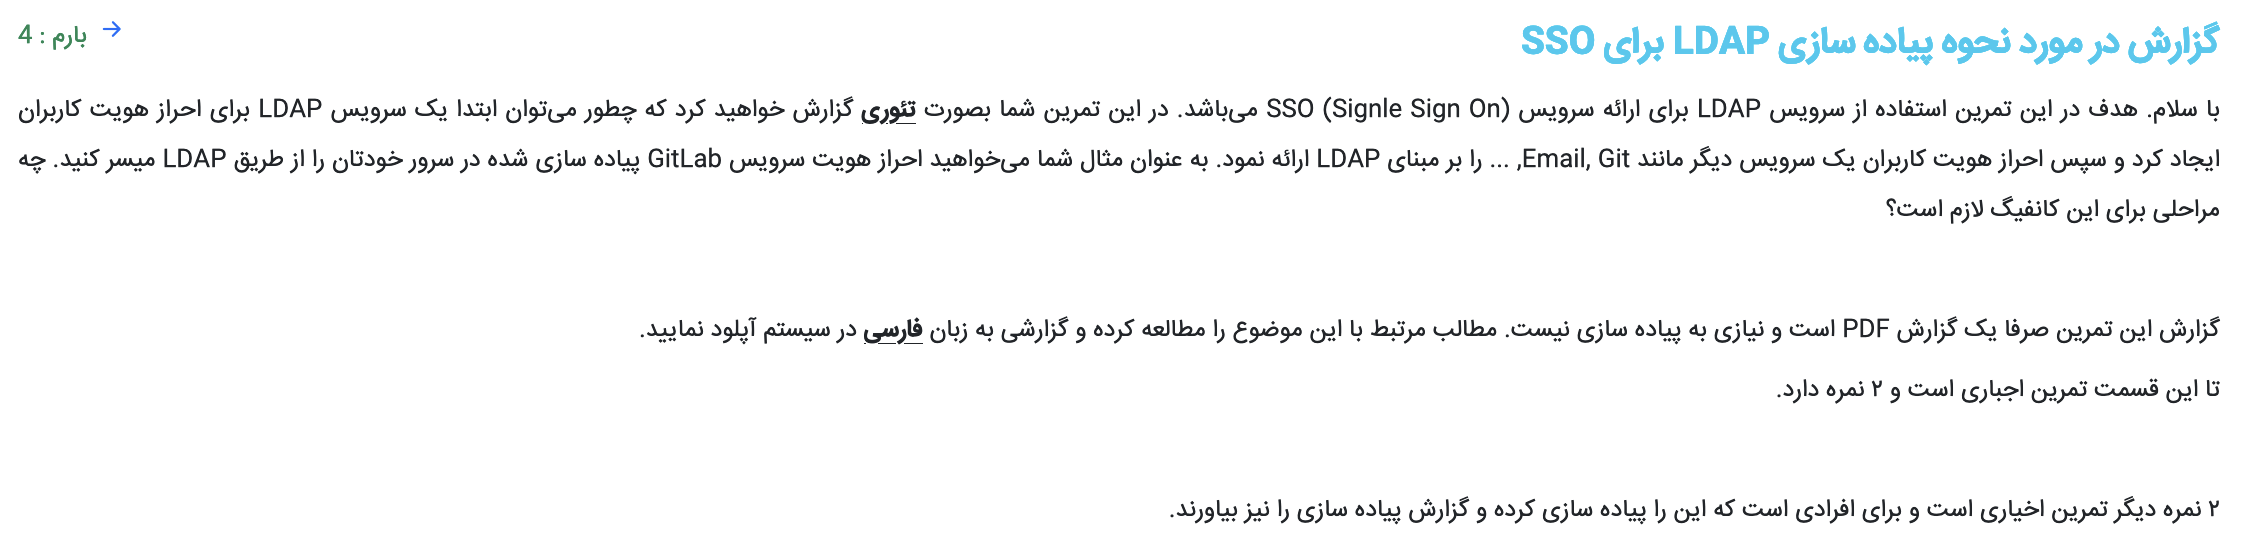 گزارش در مورد نحوه پیاده سازی LDAP برای SSO
بارم : 4
با سلام. هدف در این تمرین استفاده از سرویس LDAP برای ارائه سرویس SSO (Signle Sign On) می‌باشد. در این تمرین شما بصورت تئوری گزارش خواهید کرد که چطور می‌توان ابتدا یک سرویس LDAP برای احراز هویت کاربران
ایجاد کرد و سپس احراز هویت کاربران یک سرویس دیگر مانند Email, Git, ... را بر مبنای LDAP ارائه نمود. به عنوان مثال شما می‌خواهید احراز هویت سرویس GitLab پیاده سازی شده در سرور خودتان را از طریق LDAP میسر کنید. چه
مراحلی برای این کانفیگ لازم است؟
گزارش این تمرین صرفا یک گزارش PDF است و نیازی به پیاده سازی نیست. مطالب مرتبط با این موضوع را مطالعه کرده و گزارشی به زبان فارسی در سیستم آپلود نمایید.
تا این قسمت تمرین اجباری است و ۲ نمره دارد.
۲ نمره دیگر تمرین اخیاری است و برای افرادی است که این را پیاده سازی کرده و گزارش پیاده سازی را نیز بیاورند.